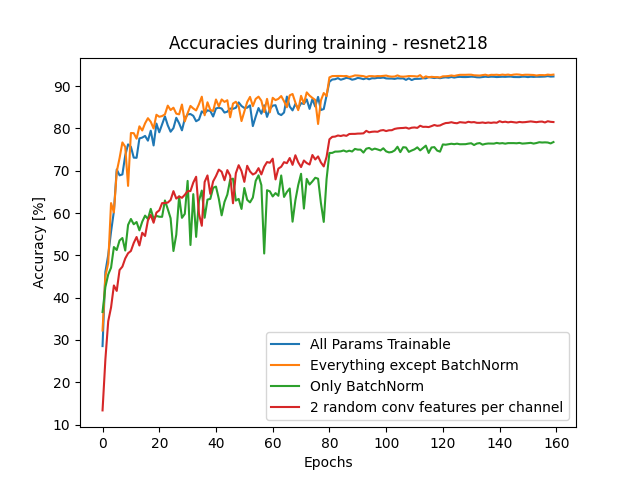 Accuracies during training - resnet218
Accuracy [%]
90
80
70
60
50
40
30
20
10
0
20
40
60
80
100
120
140
160
Epochs
All Params Trainable
Everything except BatchNorm
Only BatchNorm
2 random conv features per channel